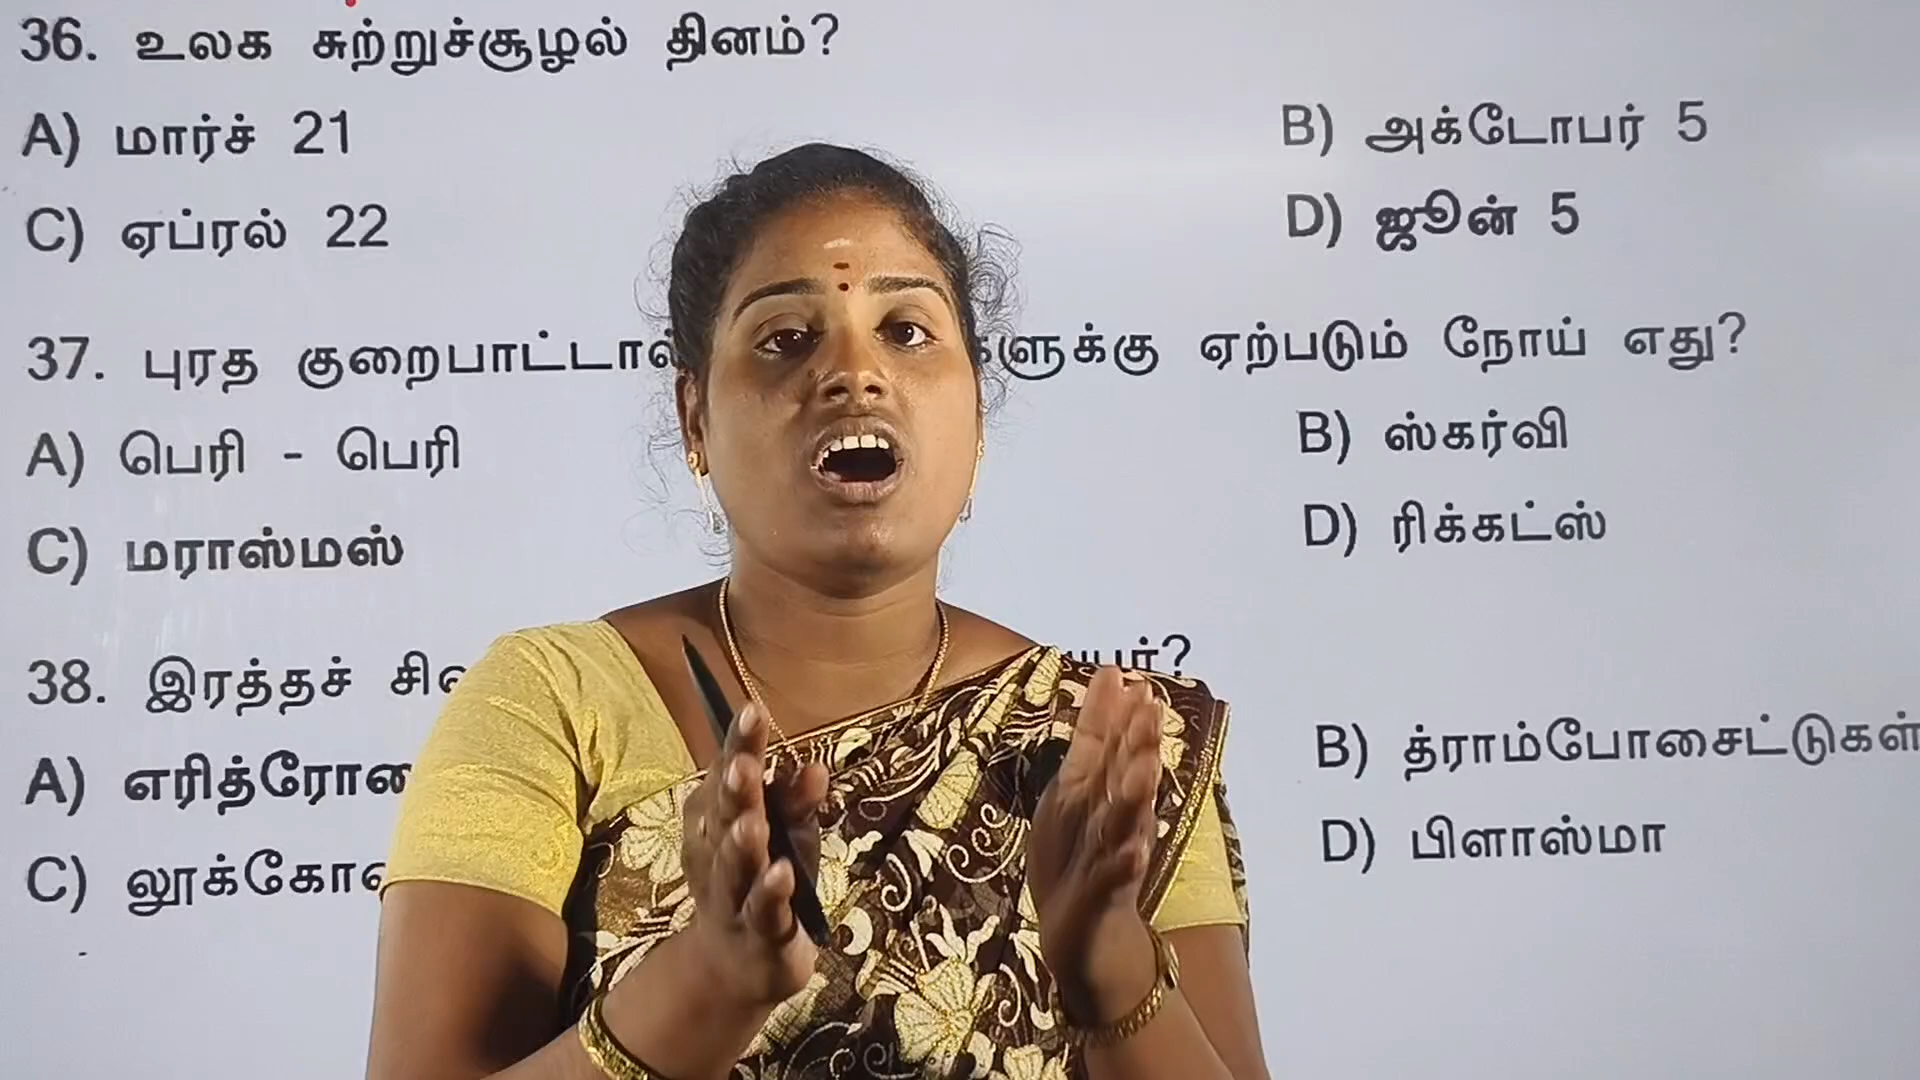 36. உலக சுற்றுச்சூழல் தினம்?
A) மார்ச் 21 B) அக்டோபர் 5
C) ஏப்ரல் 22 D) ஜூன் 5
37. புரத குறைபாட்டால் ஏற்படும் நோய் எது?
A) பெரி - பெரி B) ஸ்கர்வி
C) மராஸ்மஸ் D) ரிக்கட்ஸ்
38. இரத்தச்
A) B) த்ராம்போசைட்டுகள்
C) D) பிளாஸ்மா